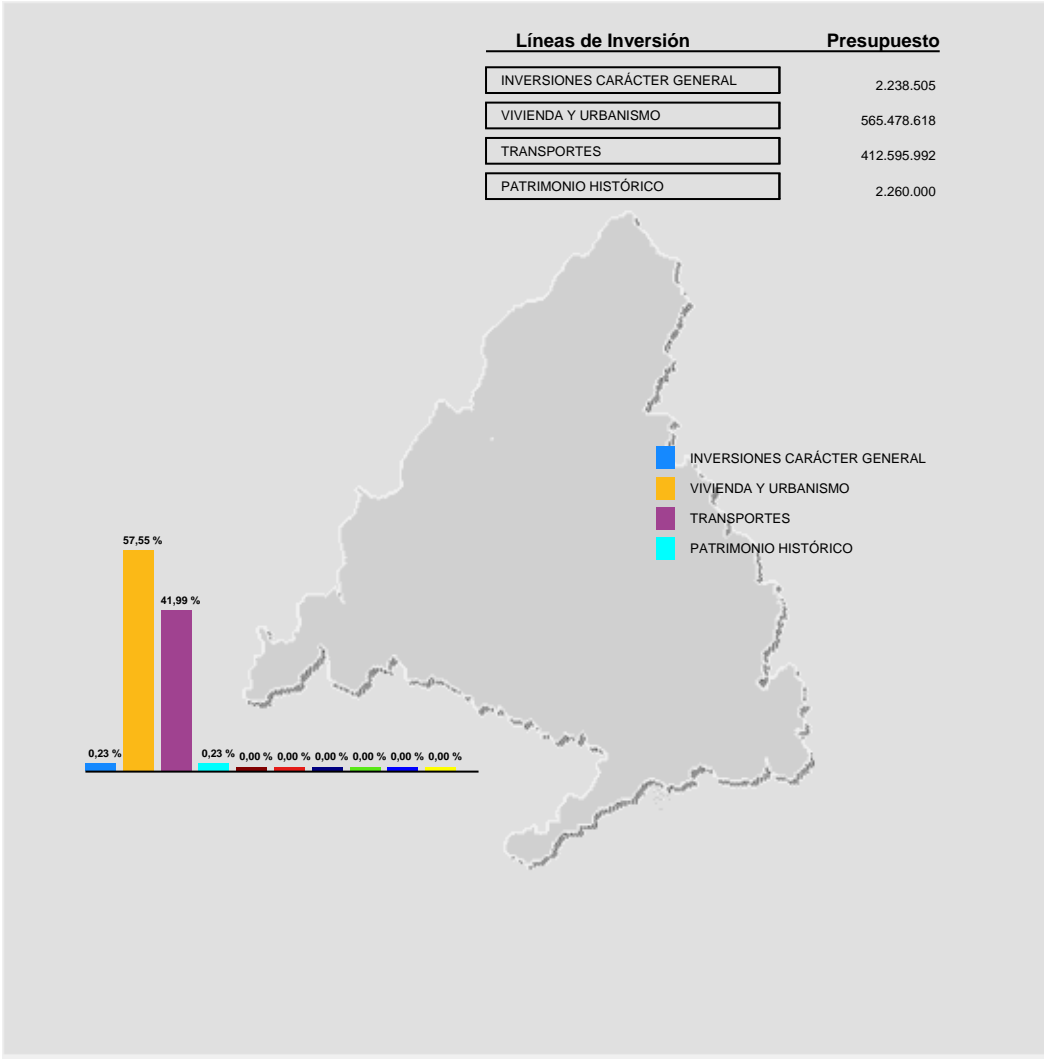 Líneas de Inversión Presupuesto
INVERSIONES CARÁCTER GENERAL 2.238.505
VIVIENDA Y URBANISMO 565.478.618
TRANSPORTES 412.595.992
PATRIMONIO HISTÓRICO 2.260.000
INVERSIONES CARÁCTER GENERAL
VIVIENDA Y URBANISMO
TRANSPORTES
PATRIMONIO HISTÓRICO
57,55 %
41,99 %
0,23 % 0,23 % 0,00 % 0,00 % 0,00 % 0,00 % 0,00 % 0,00 %